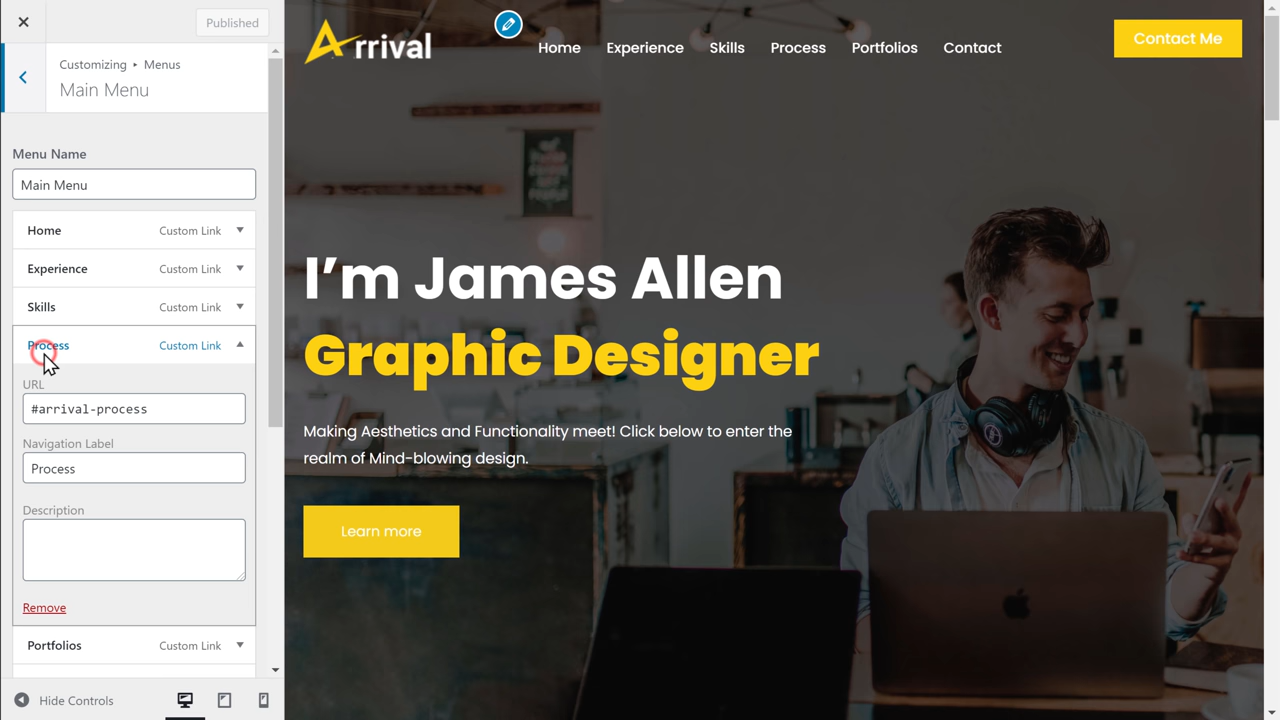 Published
Customizing ▸ Menus
Main Menu
Menu Name
Main Menu
Home Custom Link
Experience Custom Link
Skills Custom Link
Process Custom Link
URL
#arrival-process
Navigation Label
Process
Description
Remove
Portfolios Custom Link
Hide Controls
Arrival
Home Experience Skills Process Portfolios Contact
Contact Me
I’m James Allen
Graphic Designer
Making Aesthetics and Functionality meet! Click below to enter the
realm of Mind-blowing design.
Learn more